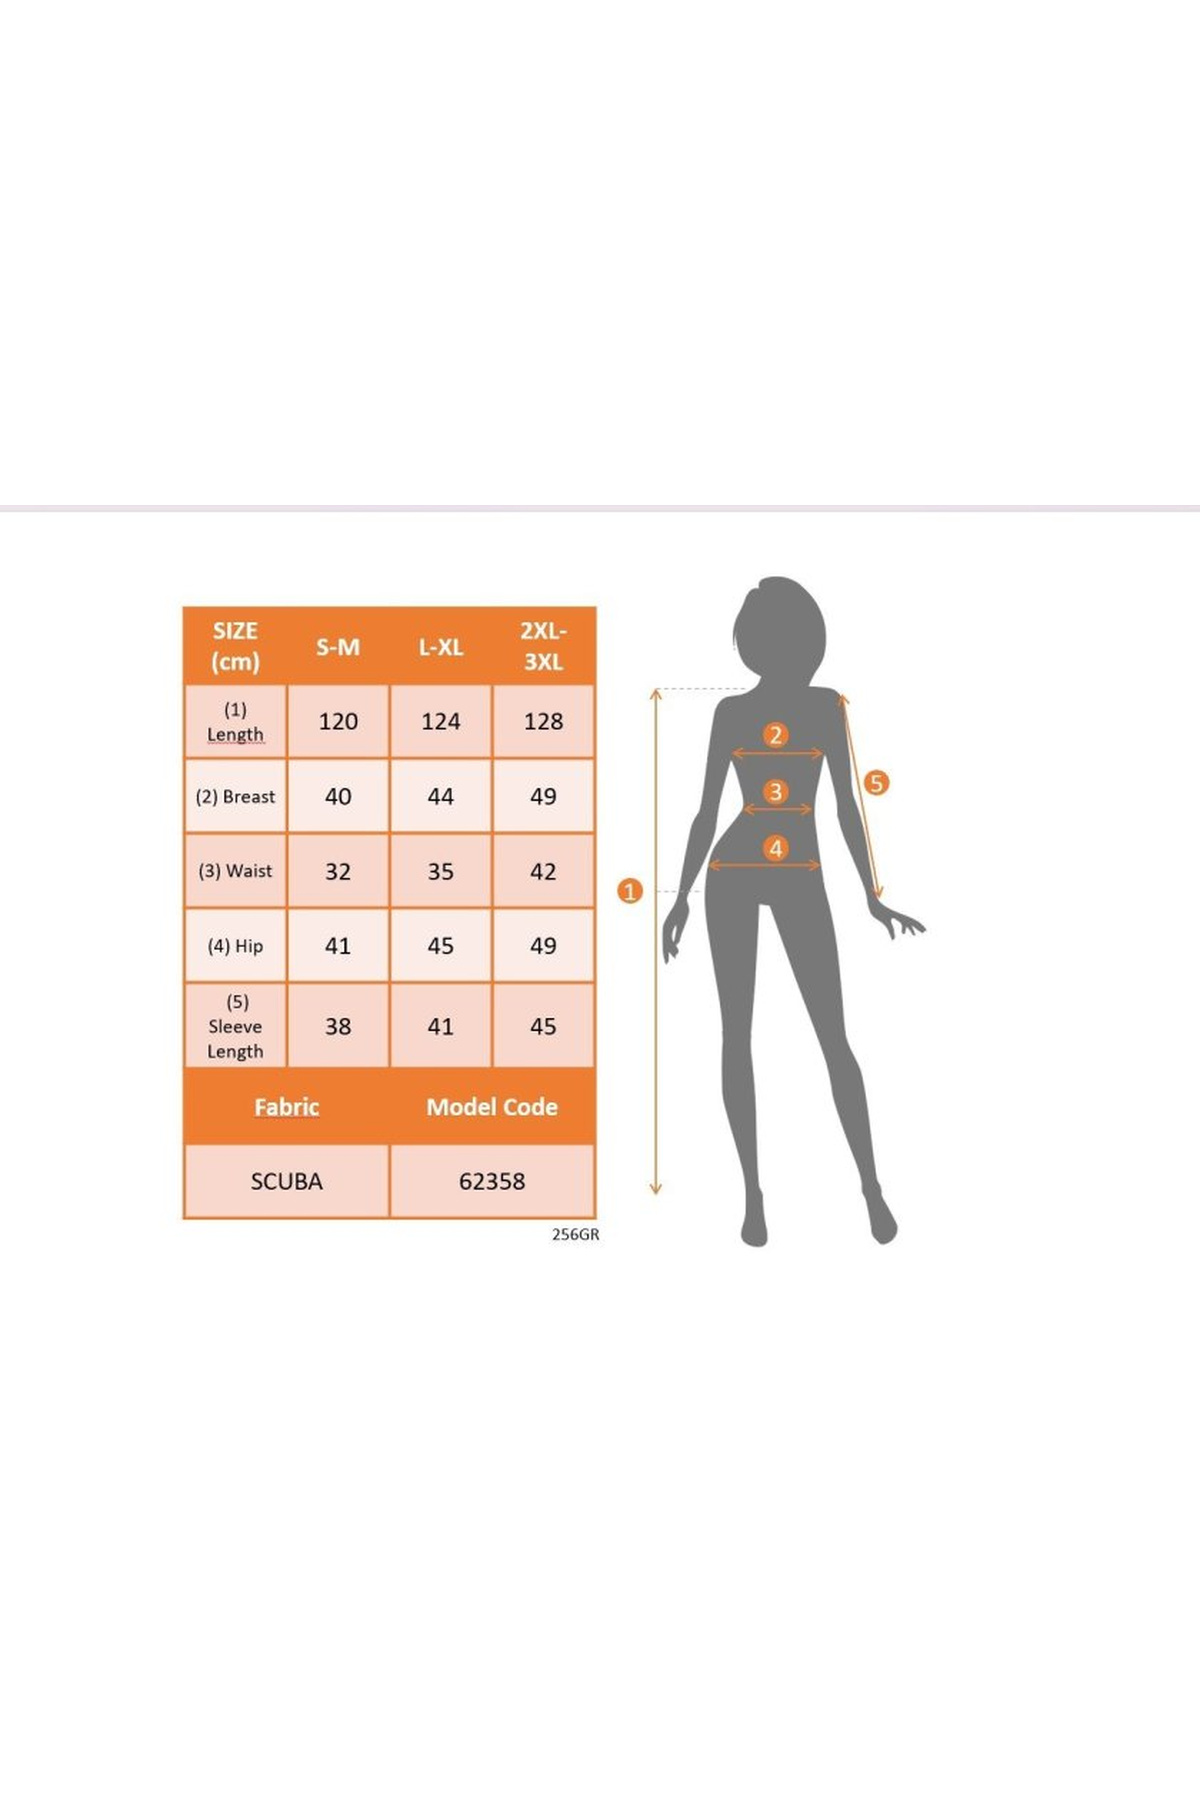 SIZE
(cm)
S-M
L-XL
2XL-
3XL
(1)
Length
120
124
128
(2) Breast
40
44
49
(3) Waist
32
35
42
(4) Hip
41
45
49
(5)
Sleeve
Length
38
41
45
Fabric
Model Code
SCUBA
62358
256GR
1
2
3
4
5